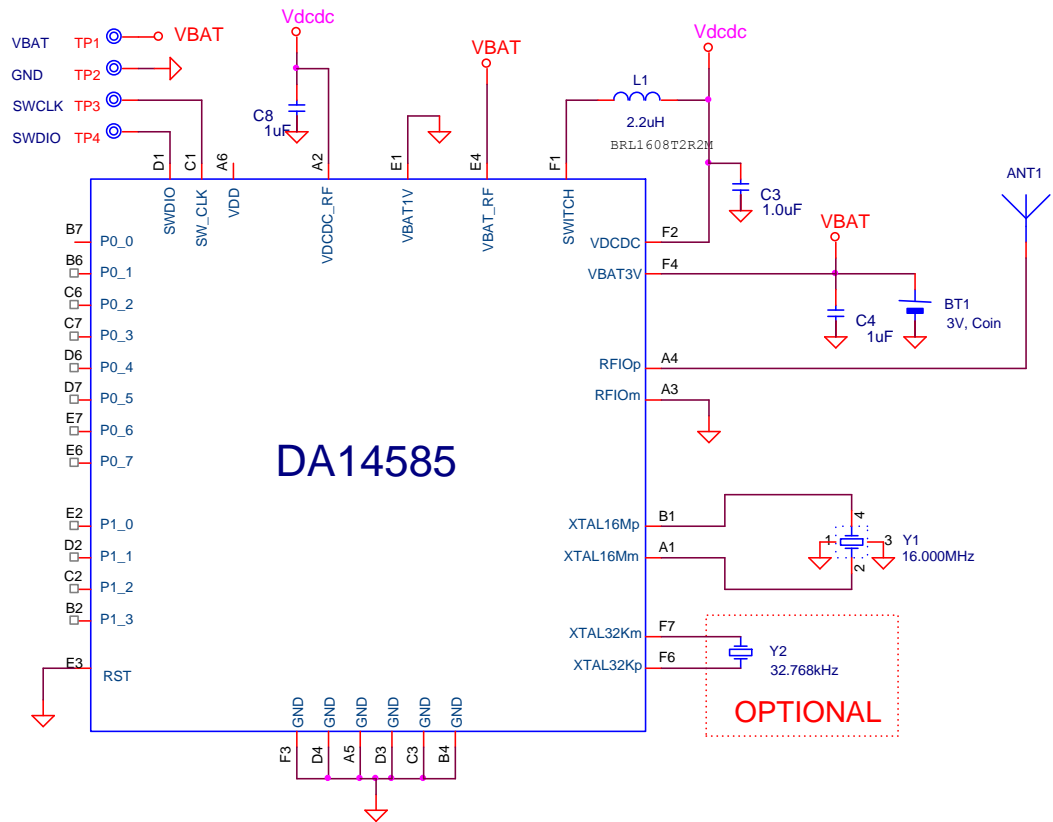 VBAT TP1 VBAT
GND TP2
SWCLK TP3
SWDIO TP4
Vdcdc
C8
1uF
VBAT
Vdcdc
L1
2.2uH
BRL1608T2R2M
C3
1.0uF
ANT1
D1 C1 A6 A2 E1 E4 F1
SWDIO SW_CLK VDD VDCDC_RF VBAT1V VBAT_RF SWITCH
B7 P0_0
B6 P0_1
C6 P0_2
C7 P0_3
D6 P0_4
D7 P0_5
E7 P0_6
E6 P0_7
E2 P1_0
D2 P1_1
C2 P1_2
B2 P1_3
E3 RST
DA14585
VDCDC F2
VBAT3V F4
VBAT
C4
1uF
BT1
3V, Coin
RFIOp A4
RFIOm A3
XTAL16Mp B1
XTAL16Mm A1
1 4 3 2
Y1
16.000MHz
XTAL32Km F7
XTAL32Kp F6
Y2
32.768kHz
OPTIONAL
GND GND GND GND GND GND
F3 D4 A5 D3 C3 B4